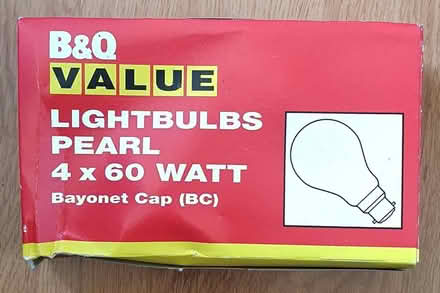 B&Q
VALUE
LIGHTBULBS
PEARL
4 x 60 WATT
Bayonet Cap (BC)